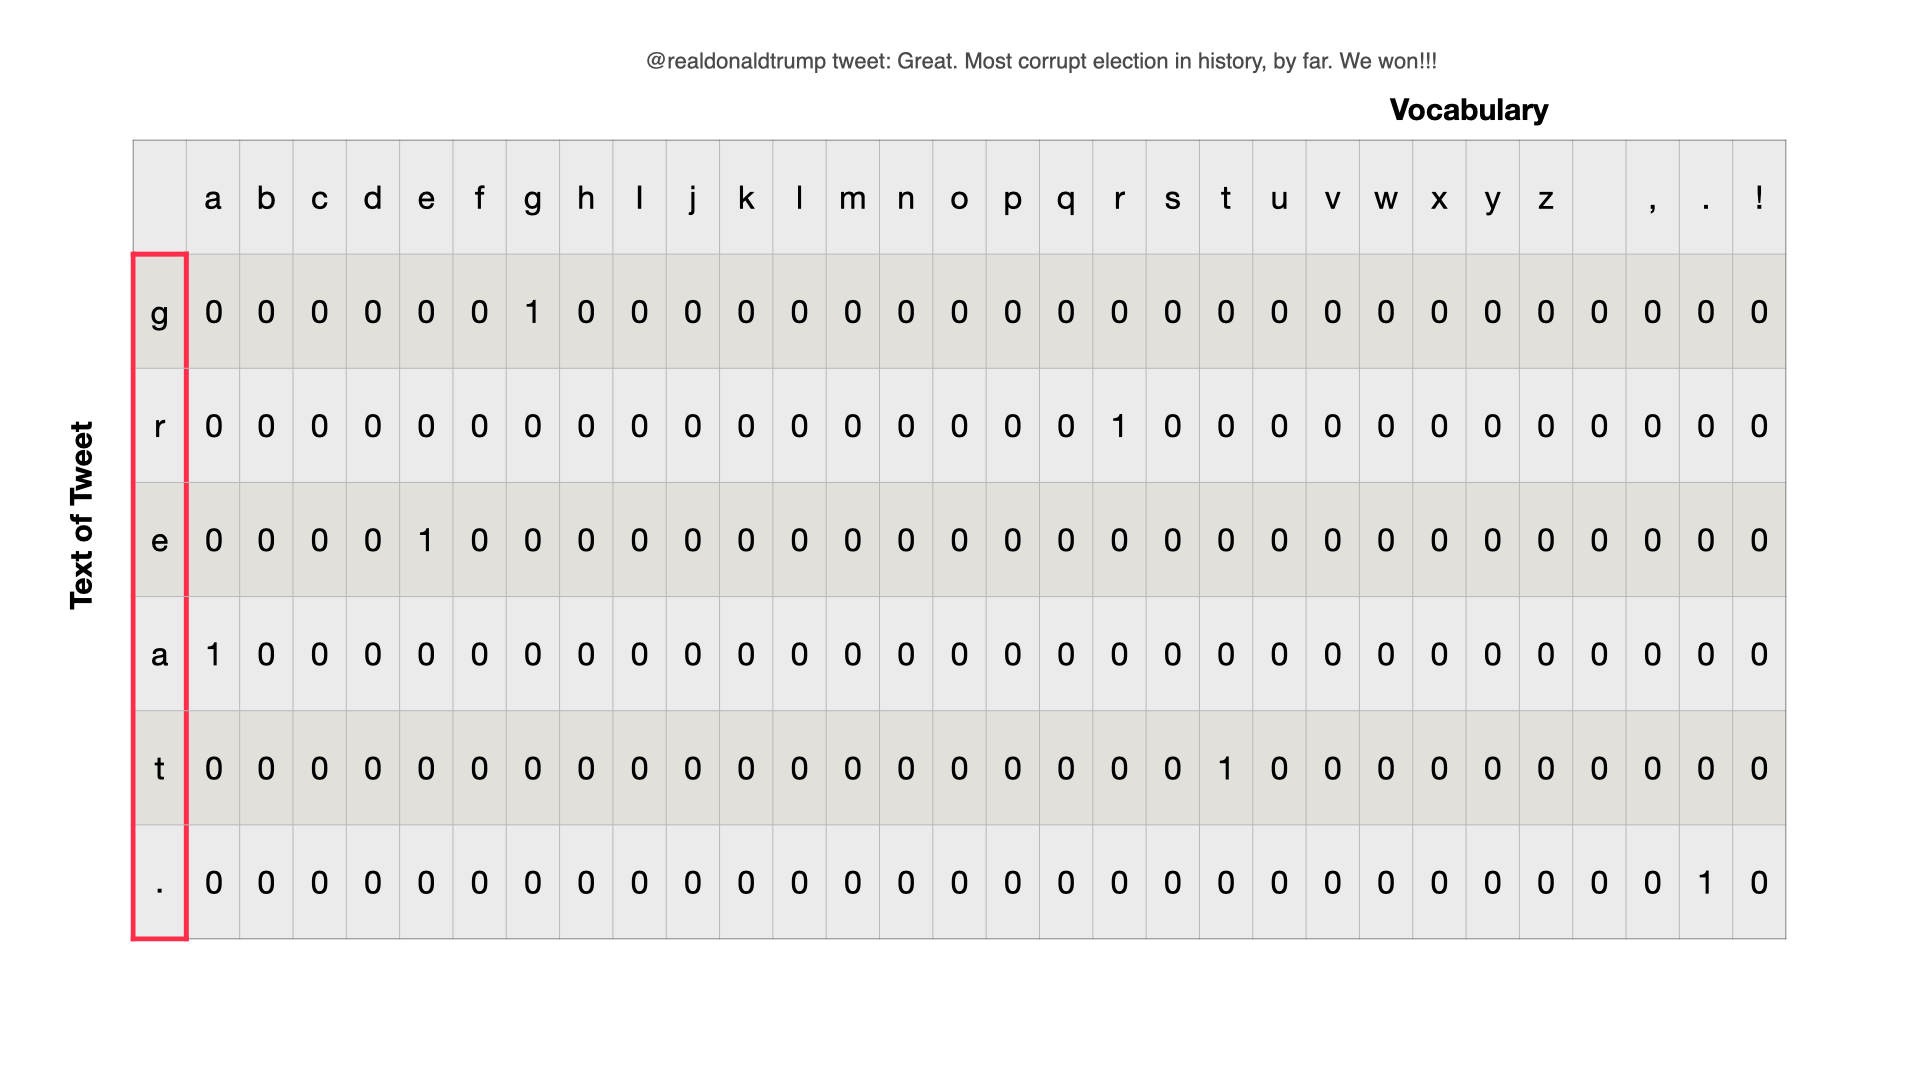 @realdonaldtrump tweet: Great. Most corrupt election in history, by far. We won!!!
Vocabulary
a b c d e f g h I j k l m n o p q r s t u v w x y z , . !
Text of Tweet
g 0 0 0 0 0 0 1 0 0 0 0 0 0 0 0 0 0 0 0 0 0 0 0 0 0 0 0 0 0 0
r 0 0 0 0 0 0 0 0 0 0 0 0 0 0 0 0 0 1 0 0 0 0 0 0 0 0 0 0 0 0
e 0 0 0 0 1 0 0 0 0 0 0 0 0 0 0 0 0 0 0 0 0 0 0 0 0 0 0 0 0 0
a 1 0 0 0 0 0 0 0 0 0 0 0 0 0 0 0 0 0 0 0 0 0 0 0 0 0 0 0 0 0
t 0 0 0 0 0 0 0 0 0 0 0 0 0 0 0 0 0 0 0 1 0 0 0 0 0 0 0 0 0 0
. 0 0 0 0 0 0 0 0 0 0 0 0 0 0 0 0 0 0 0 0 0 0 0 0 0 0 0 0 1 0